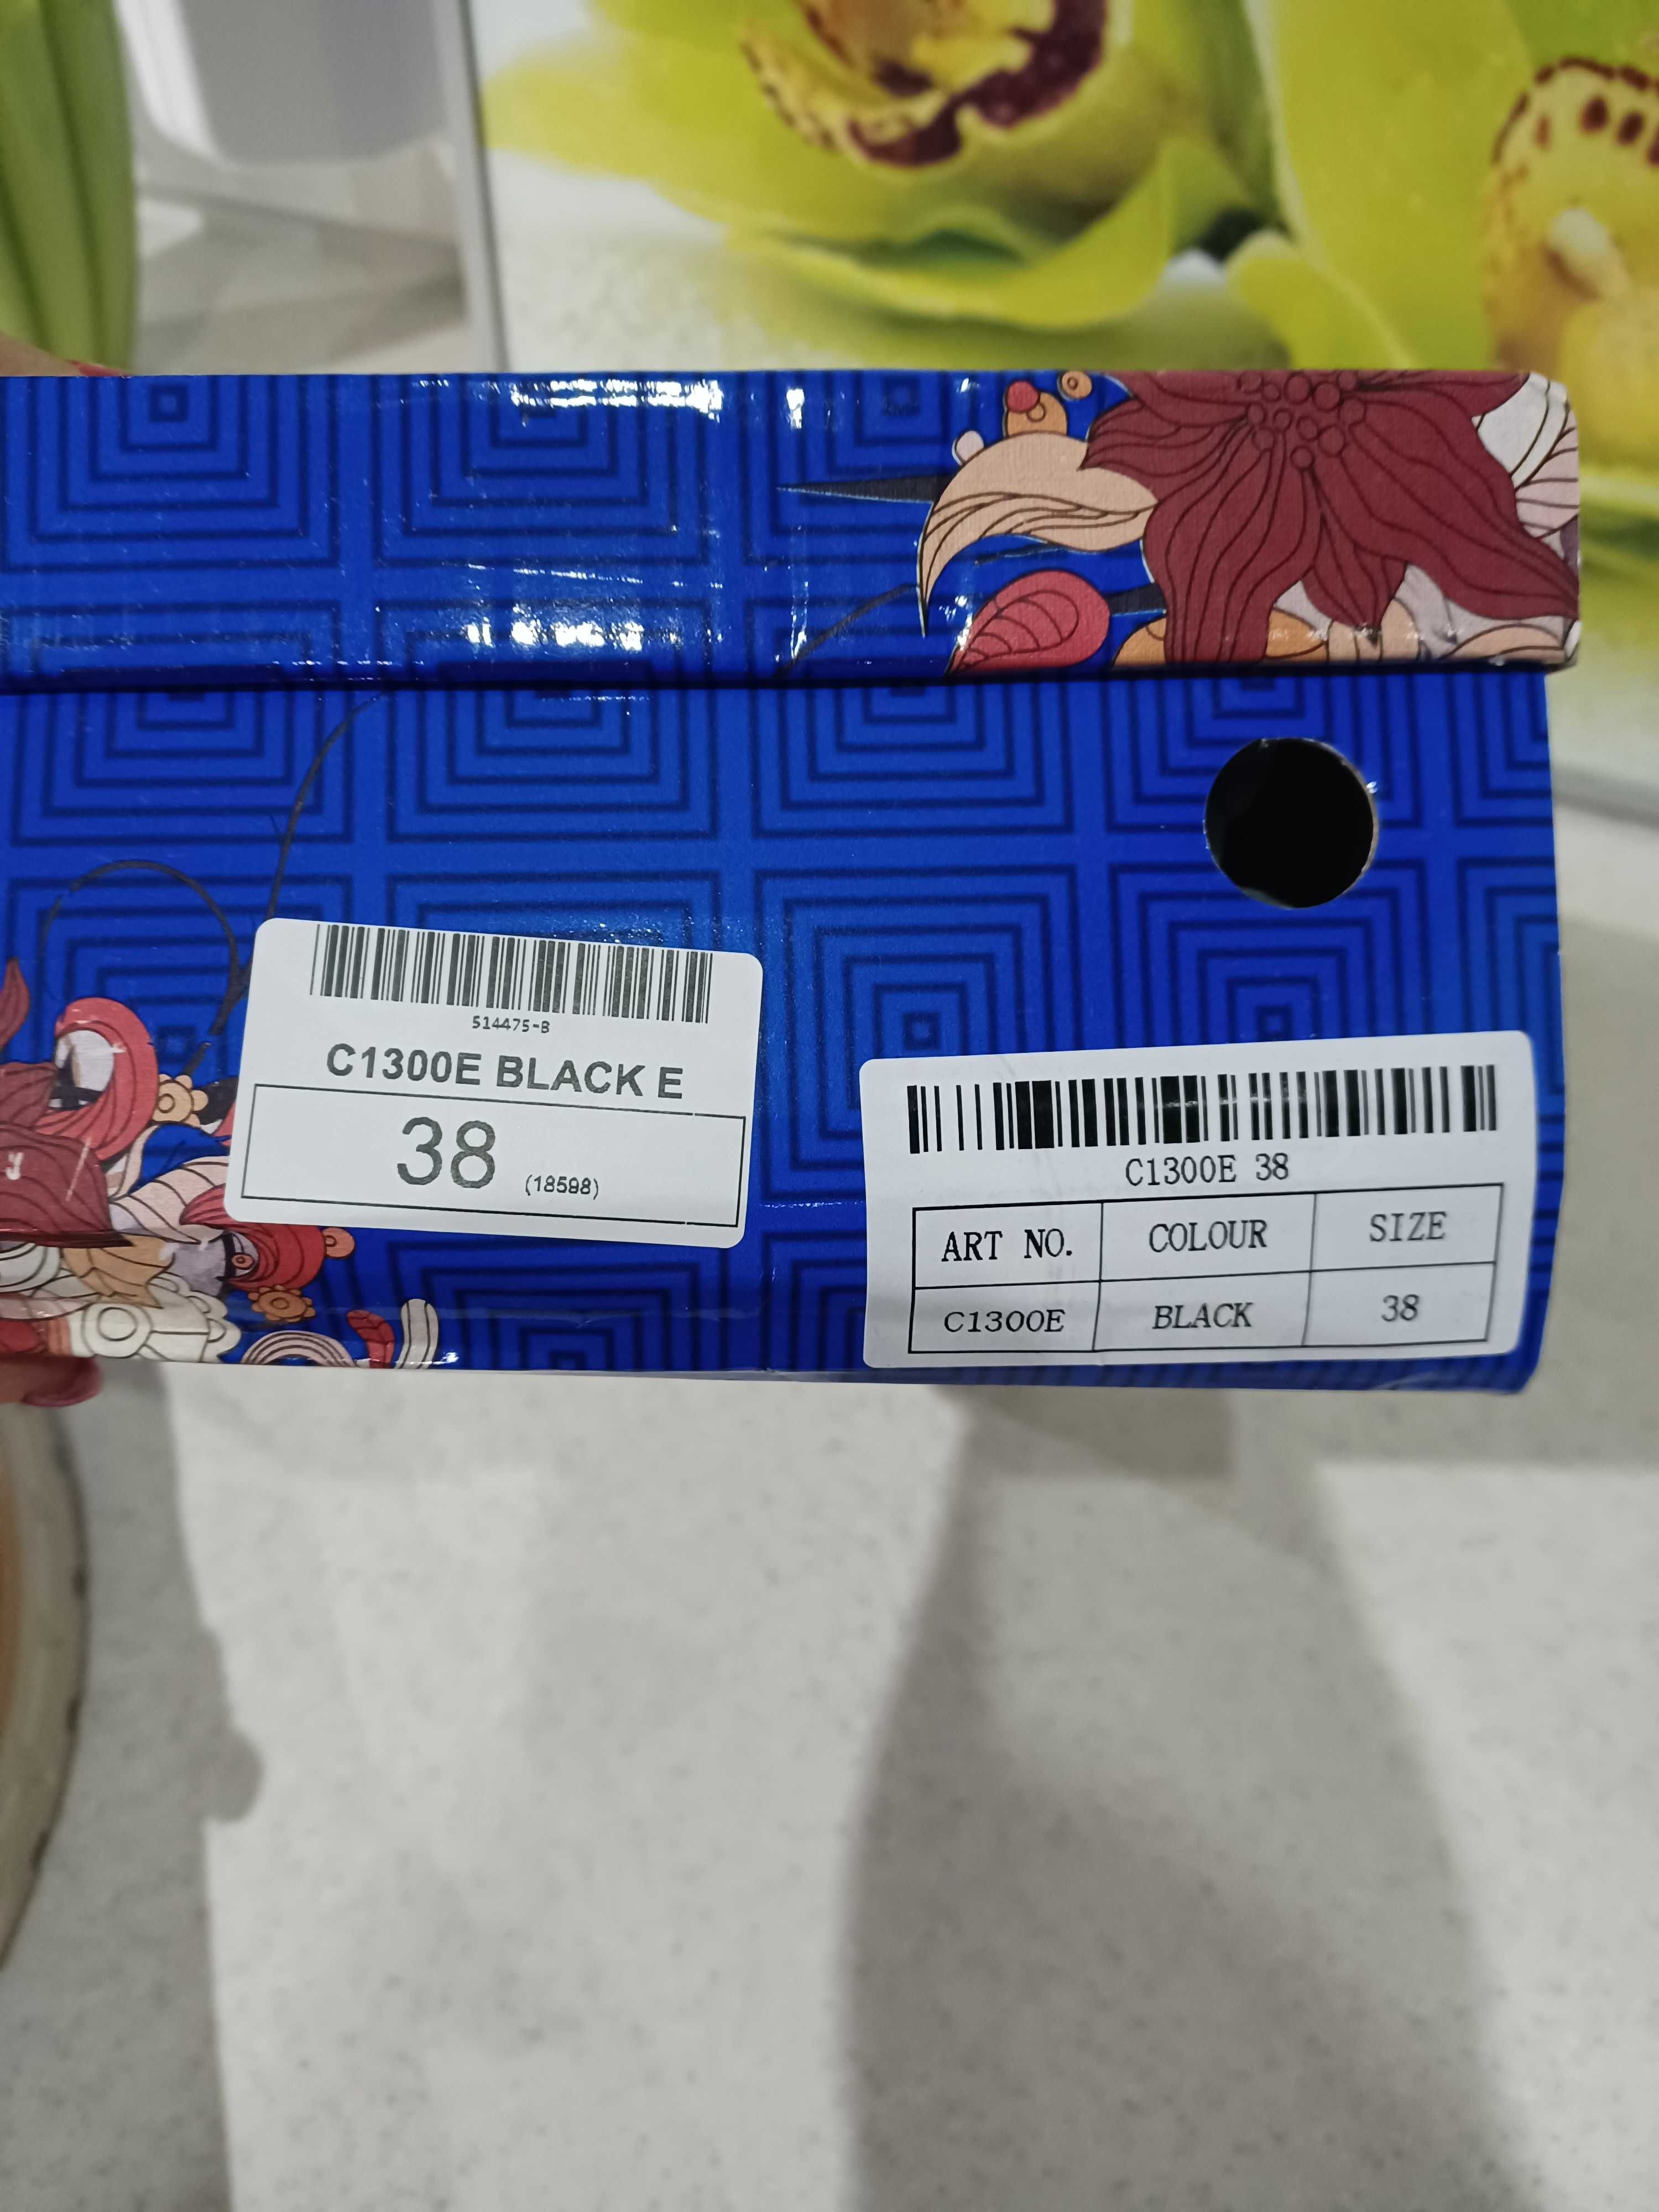 514475-B
C1300E BLACK E
38 (18598)
C1300E 38
ART NO. COLOUR SIZE
C1300E BLACK 38